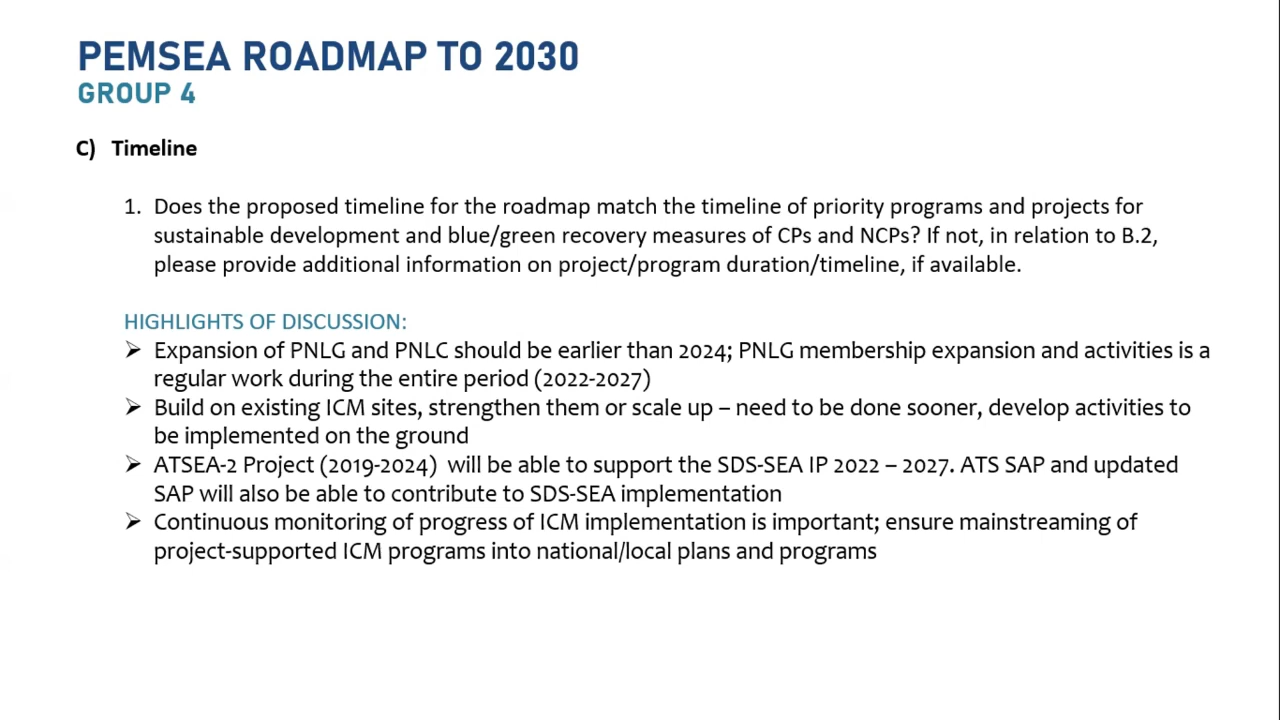 PEMSEA ROADMAP TO 2030
GROUP 4
C) Timeline
1. Does the proposed timeline for the roadmap match the timeline of priority programs and projects for
sustainable development and blue/green recovery measures of CPs and NCPs? If not, in relation to B.2,
please provide additional information on project/program duration/timeline, if available.
HIGHLIGHTS OF DISCUSSION:
➢ Expansion of PNLG and PNLC should be earlier than 2024; PNLG membership expansion and activities is a
regular work during the entire period (2022-2027)
➢ Build on existing ICM sites, strengthen them or scale up – need to be done sooner, develop activities to
be implemented on the ground
➢ ATSEA-2 Project (2019-2024) will be able to support the SDS-SEA IP 2022 – 2027. ATS SAP and updated
SAP will also be able to contribute to SDS-SEA implementation
➢ Continuous monitoring of progress of ICM implementation is important; ensure mainstreaming of
project-supported ICM programs into national/local plans and programs